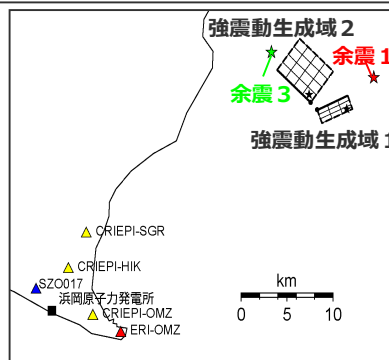 強震動生成域２
余震１
余震３
強震動生成域
CRIEPI-SGR
CRIEPI-HIK
SZO017
浜岡原子力発電所
CRIEPI-OMZ
ERI-OMZ
km
0 5 10